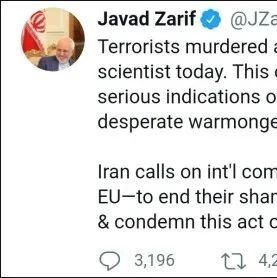 Javad Zarif @JZa
Terrorists murdered a
scientist today. This
serious indications o
desperate warmonge
Iran calls on int'l com
EU—to end their shar
& condemn this act o
3,196 4,2